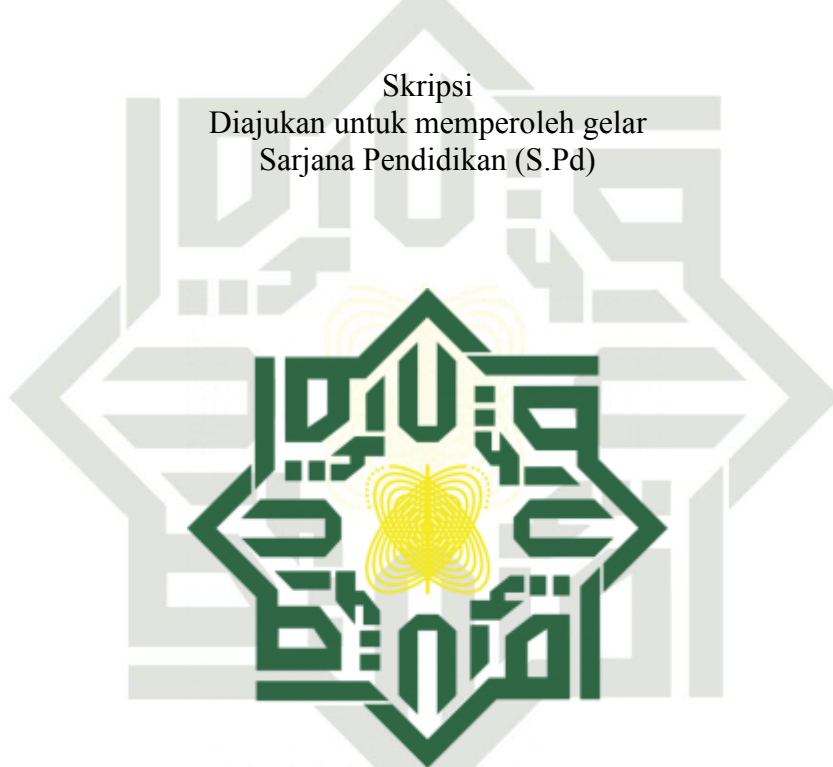 Skripsi
Diajukan untuk memperoleh gelar
Sarjana Pendidikan (S.Pd)